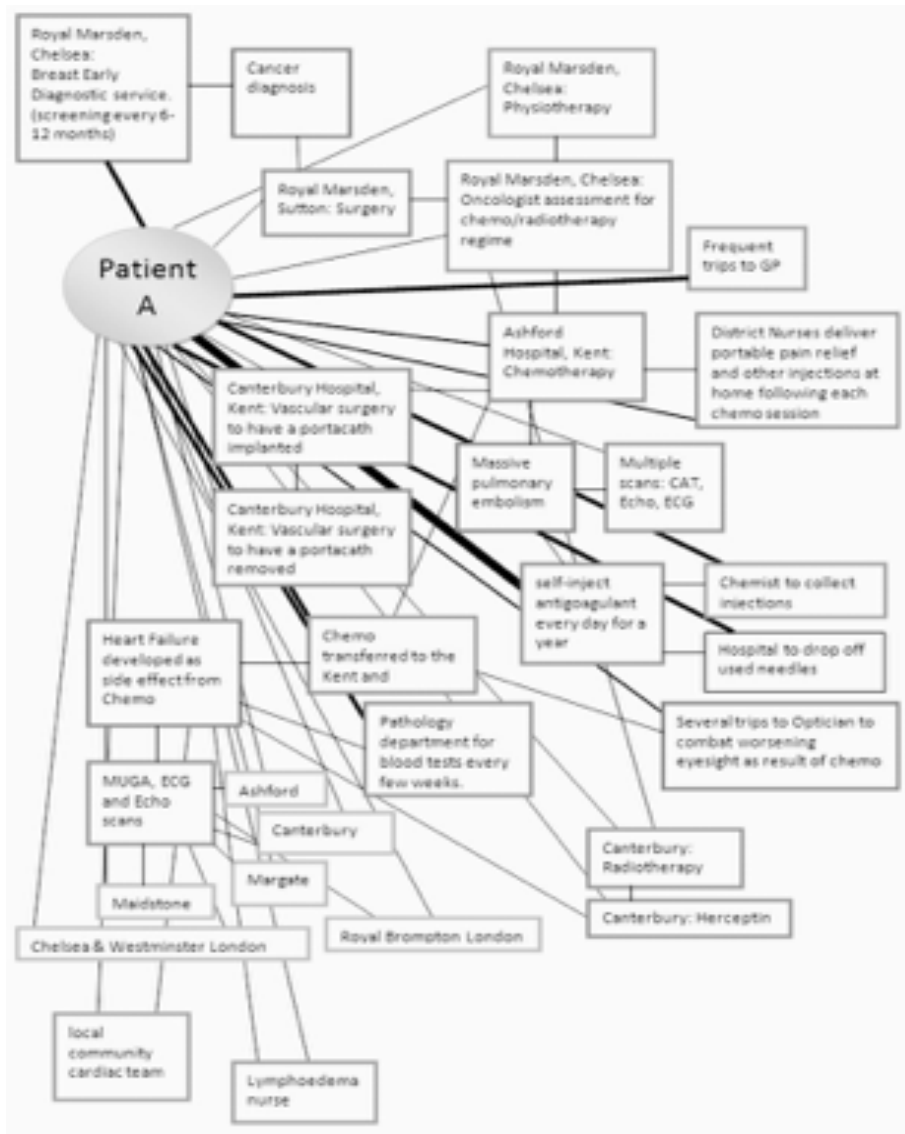 Royal Marsden,
Chelsea:
Breast Early
Diagnostic service.
(screening every 6-
12 months)
Cancer
diagnosis
Royal Marsden,
Chelsea:
Physiotherapy
Royal Marsden,
Sutton: Surgery
Royal Marsden, Chelsea:
Oncologist assessment for
chemo/radiotherapy
regime
Frequent
trips to GP
Patient
A
Ashford
Hospital, Kent:
Chemotherapy
District Nurses deliver
portable pain relief
and other injections at
home following each
chemo session
Canterbury Hospital,
Kent: Vascular surgery
to have a portacath
implanted
Massive
pulmonary
embolism
Multiple
scans: CAT,
Echo, ECG
Canterbury Hospital,
Kent: Vascular surgery
to have a portacath
removed
self-inject
antigoagulant
every day for a
year
Chemist to collect
injections
Hospital to drop off
used needles
Heart Failure
developed as
side effect from
Chemo
Chemo
transferred to the
Kent and
Pathology
department for
blood tests every
few weeks.
Several trips to Optician to
combat worsening
eyesight as result of chemo
MUGA, ECG
and Echo
scans
Ashford
Canterbury
Margate
Maidstone
Canterbury:
Radiotherapy
Canterbury: Herceptin
Chelsea & Westminster London
Royal Brompton London
local
community
cardiac team
Lymphoedema
nurse